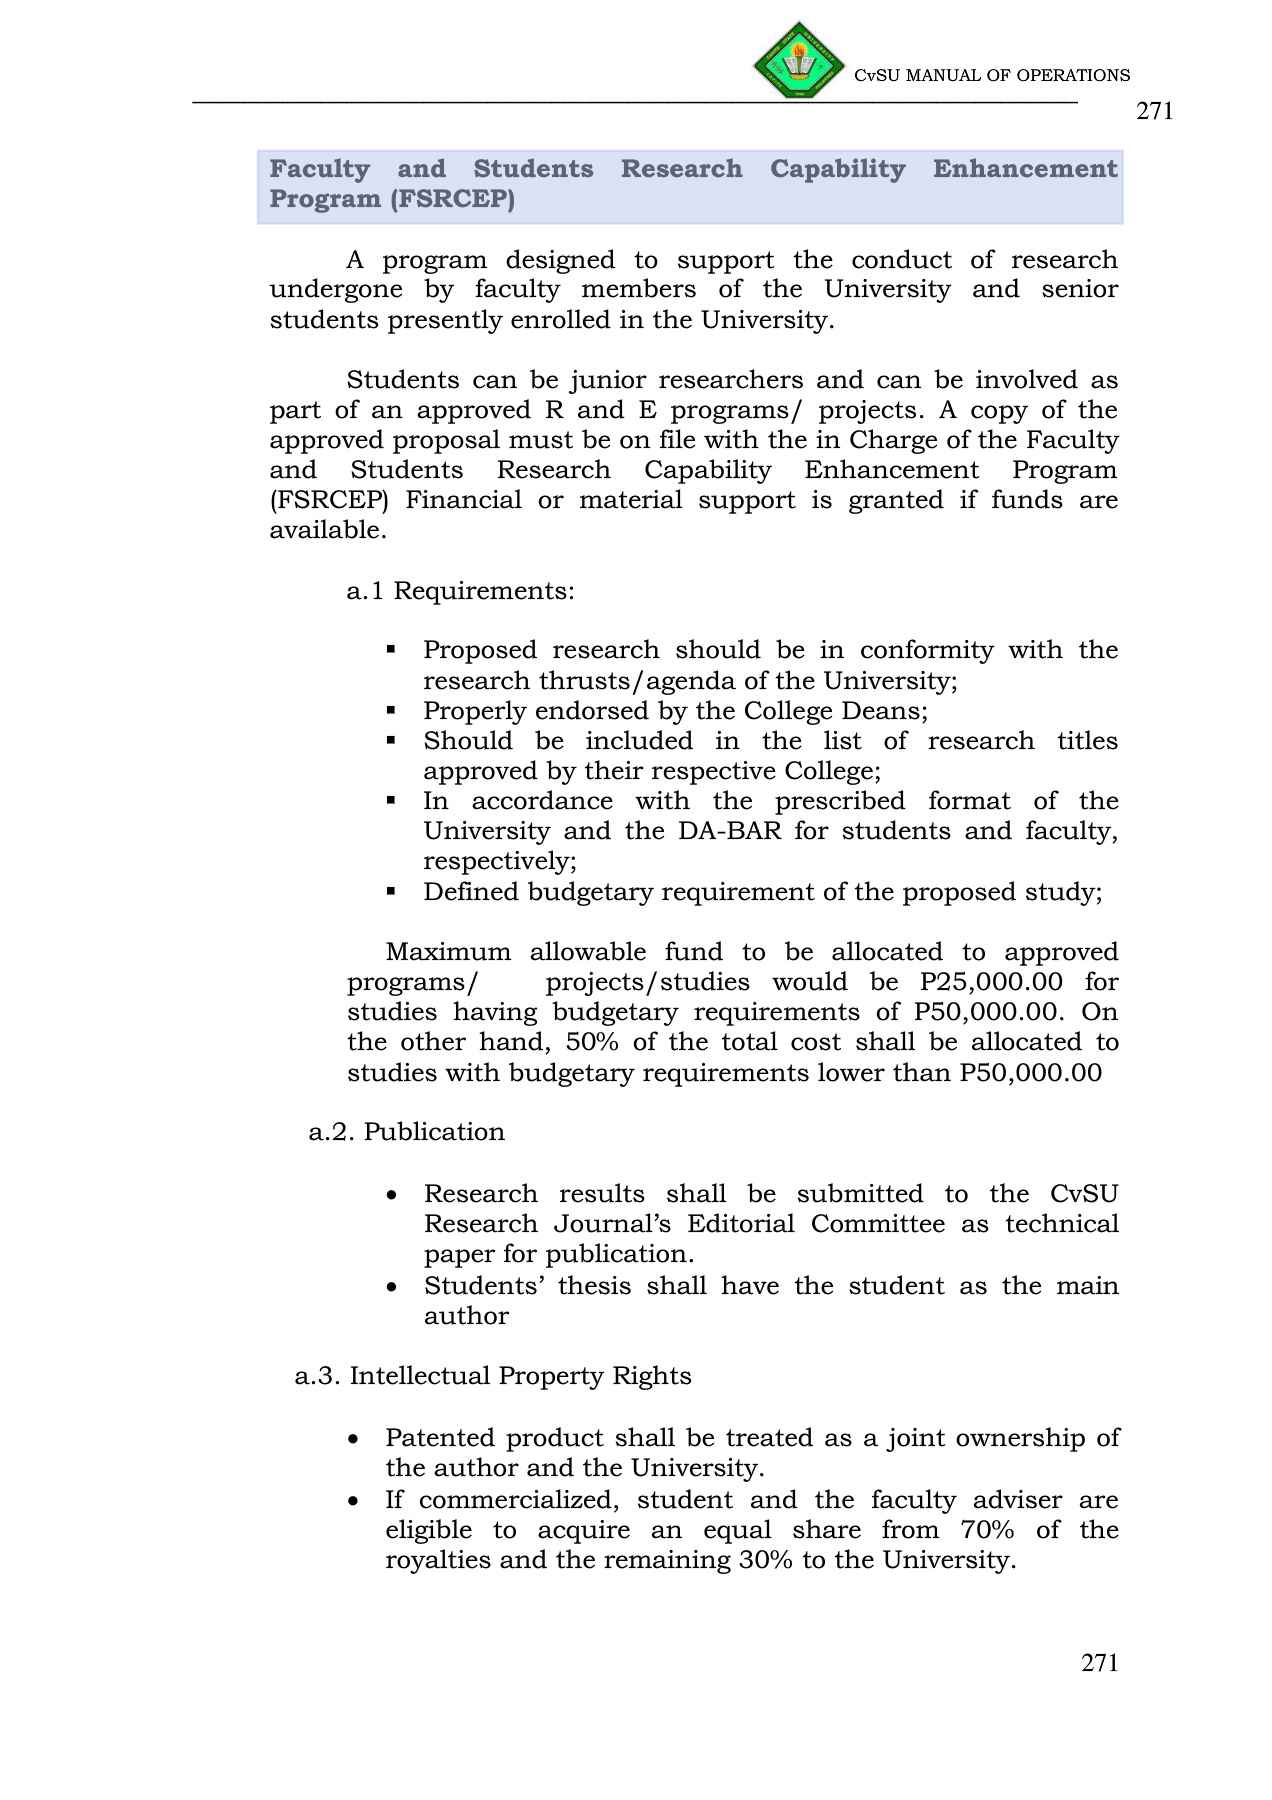 CvSU MANUAL OF OPERATIONS
271
Faculty and Students Research Capability Enhancement
Program (FSRCEP)
A program designed to support the conduct of research
undergone by faculty members of the University and senior
students presently enrolled in the University.
Students can be junior researchers and can be involved as
part of an approved R and E programs/ projects. A copy of the
approved proposal must be on file with the in Charge of the Faculty
and Students Research Capability Enhancement Program
(FSRCEP) Financial or material support is granted if funds are
available.
a.1 Requirements:
▪ Proposed research should be in conformity with the
research thrusts/agenda of the University;
▪ Properly endorsed by the College Deans;
▪ Should be included in the list of research titles
approved by their respective College;
▪ In accordance with the prescribed format of the
University and the DA-BAR for students and faculty,
respectively;
▪ Defined budgetary requirement of the proposed study;
Maximum allowable fund to be allocated to approved
programs/ projects/studies would be P25,000.00 for
studies having budgetary requirements of P50,000.00. On
the other hand, 50% of the total cost shall be allocated to
studies with budgetary requirements lower than P50,000.00
a.2. Publication
• Research results shall be submitted to the CvSU
Research Journal’s Editorial Committee as technical
paper for publication.
• Students’ thesis shall have the student as the main
author
a.3. Intellectual Property Rights
• Patented product shall be treated as a joint ownership of
the author and the University.
• If commercialized, student and the faculty adviser are
eligible to acquire an equal share from 70% of the
royalties and the remaining 30% to the University.
271